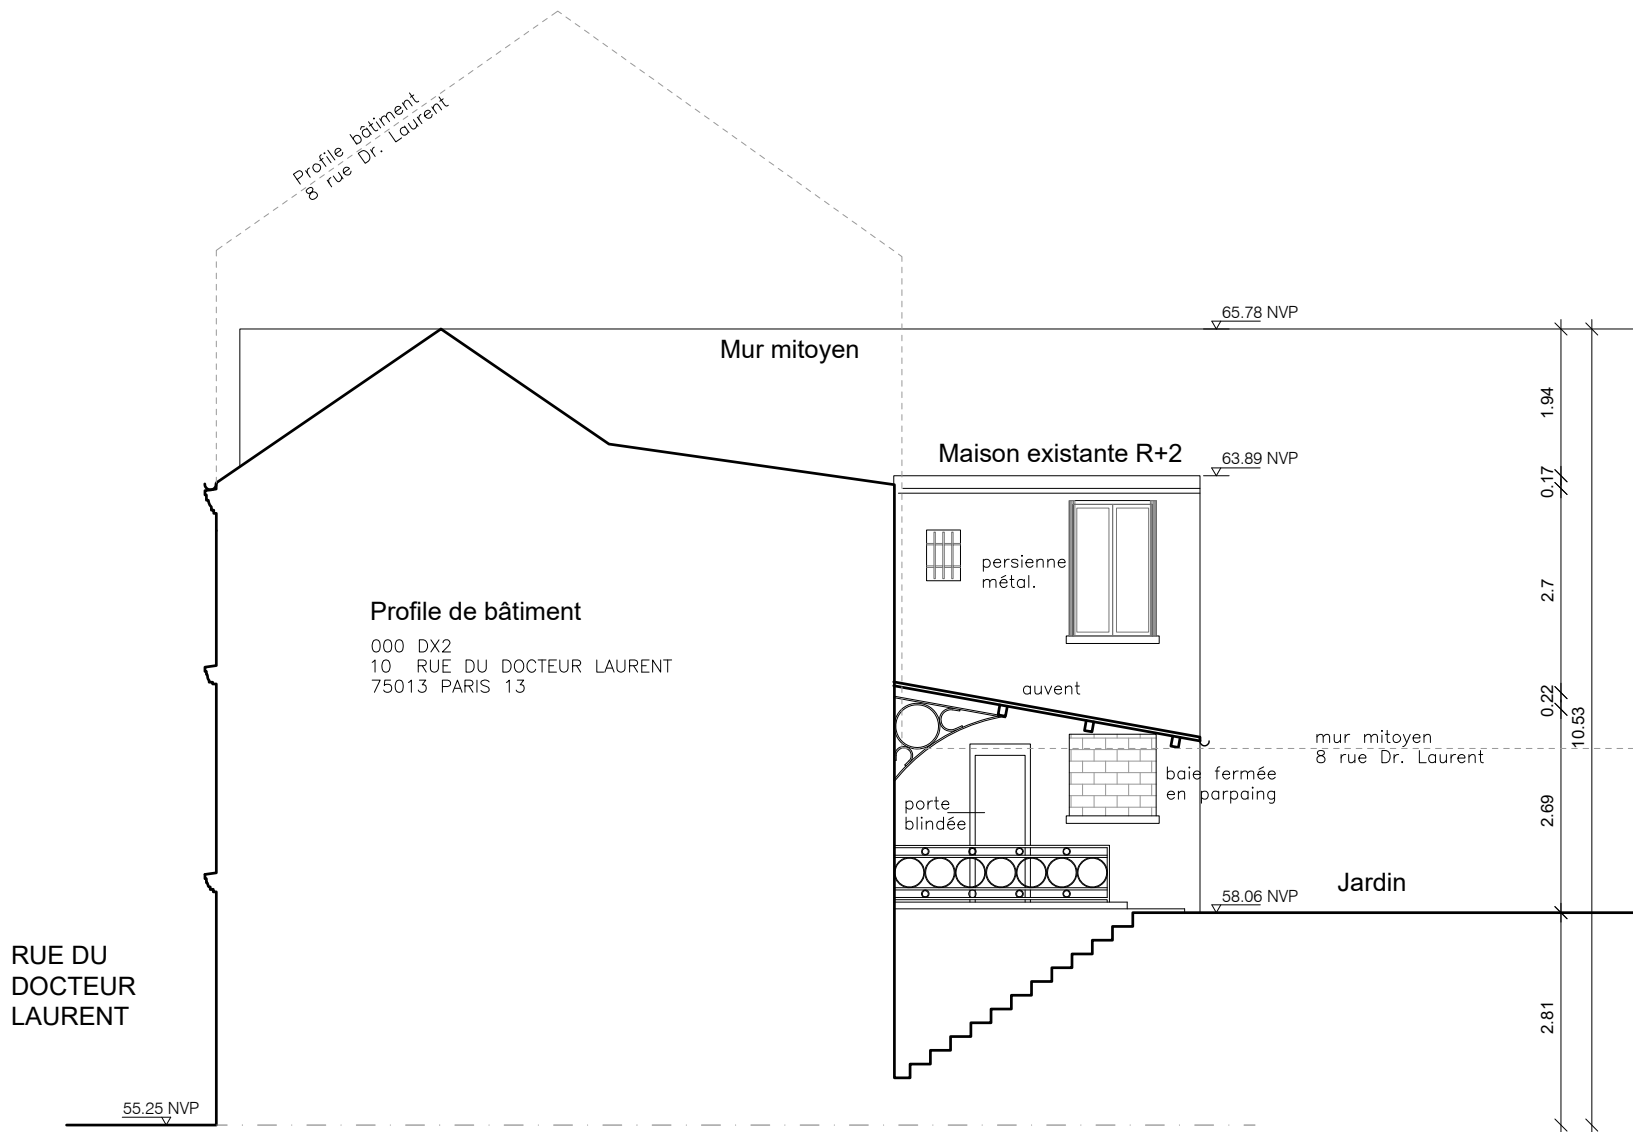 Profile bâtiment
8 rue Dr. Laurent
65.78 NVP
Mur mitoyen
1.94
Maison existante R+2
63.89 NVP
0.17
persienne
métal.
2.7
Profile de bâtiment
000 DX2
10 RUE DU DOCTEUR LAURENT
75013 PARIS 13
auvent
0.22
10.53
mur mitoyen
8 rue Dr. Laurent
baie fermée
en parpaing
porte
blindée
2.69
Jardin
58.06 NVP
RUE DU
DOCTEUR
LAURENT
2.81
55.25 NVP